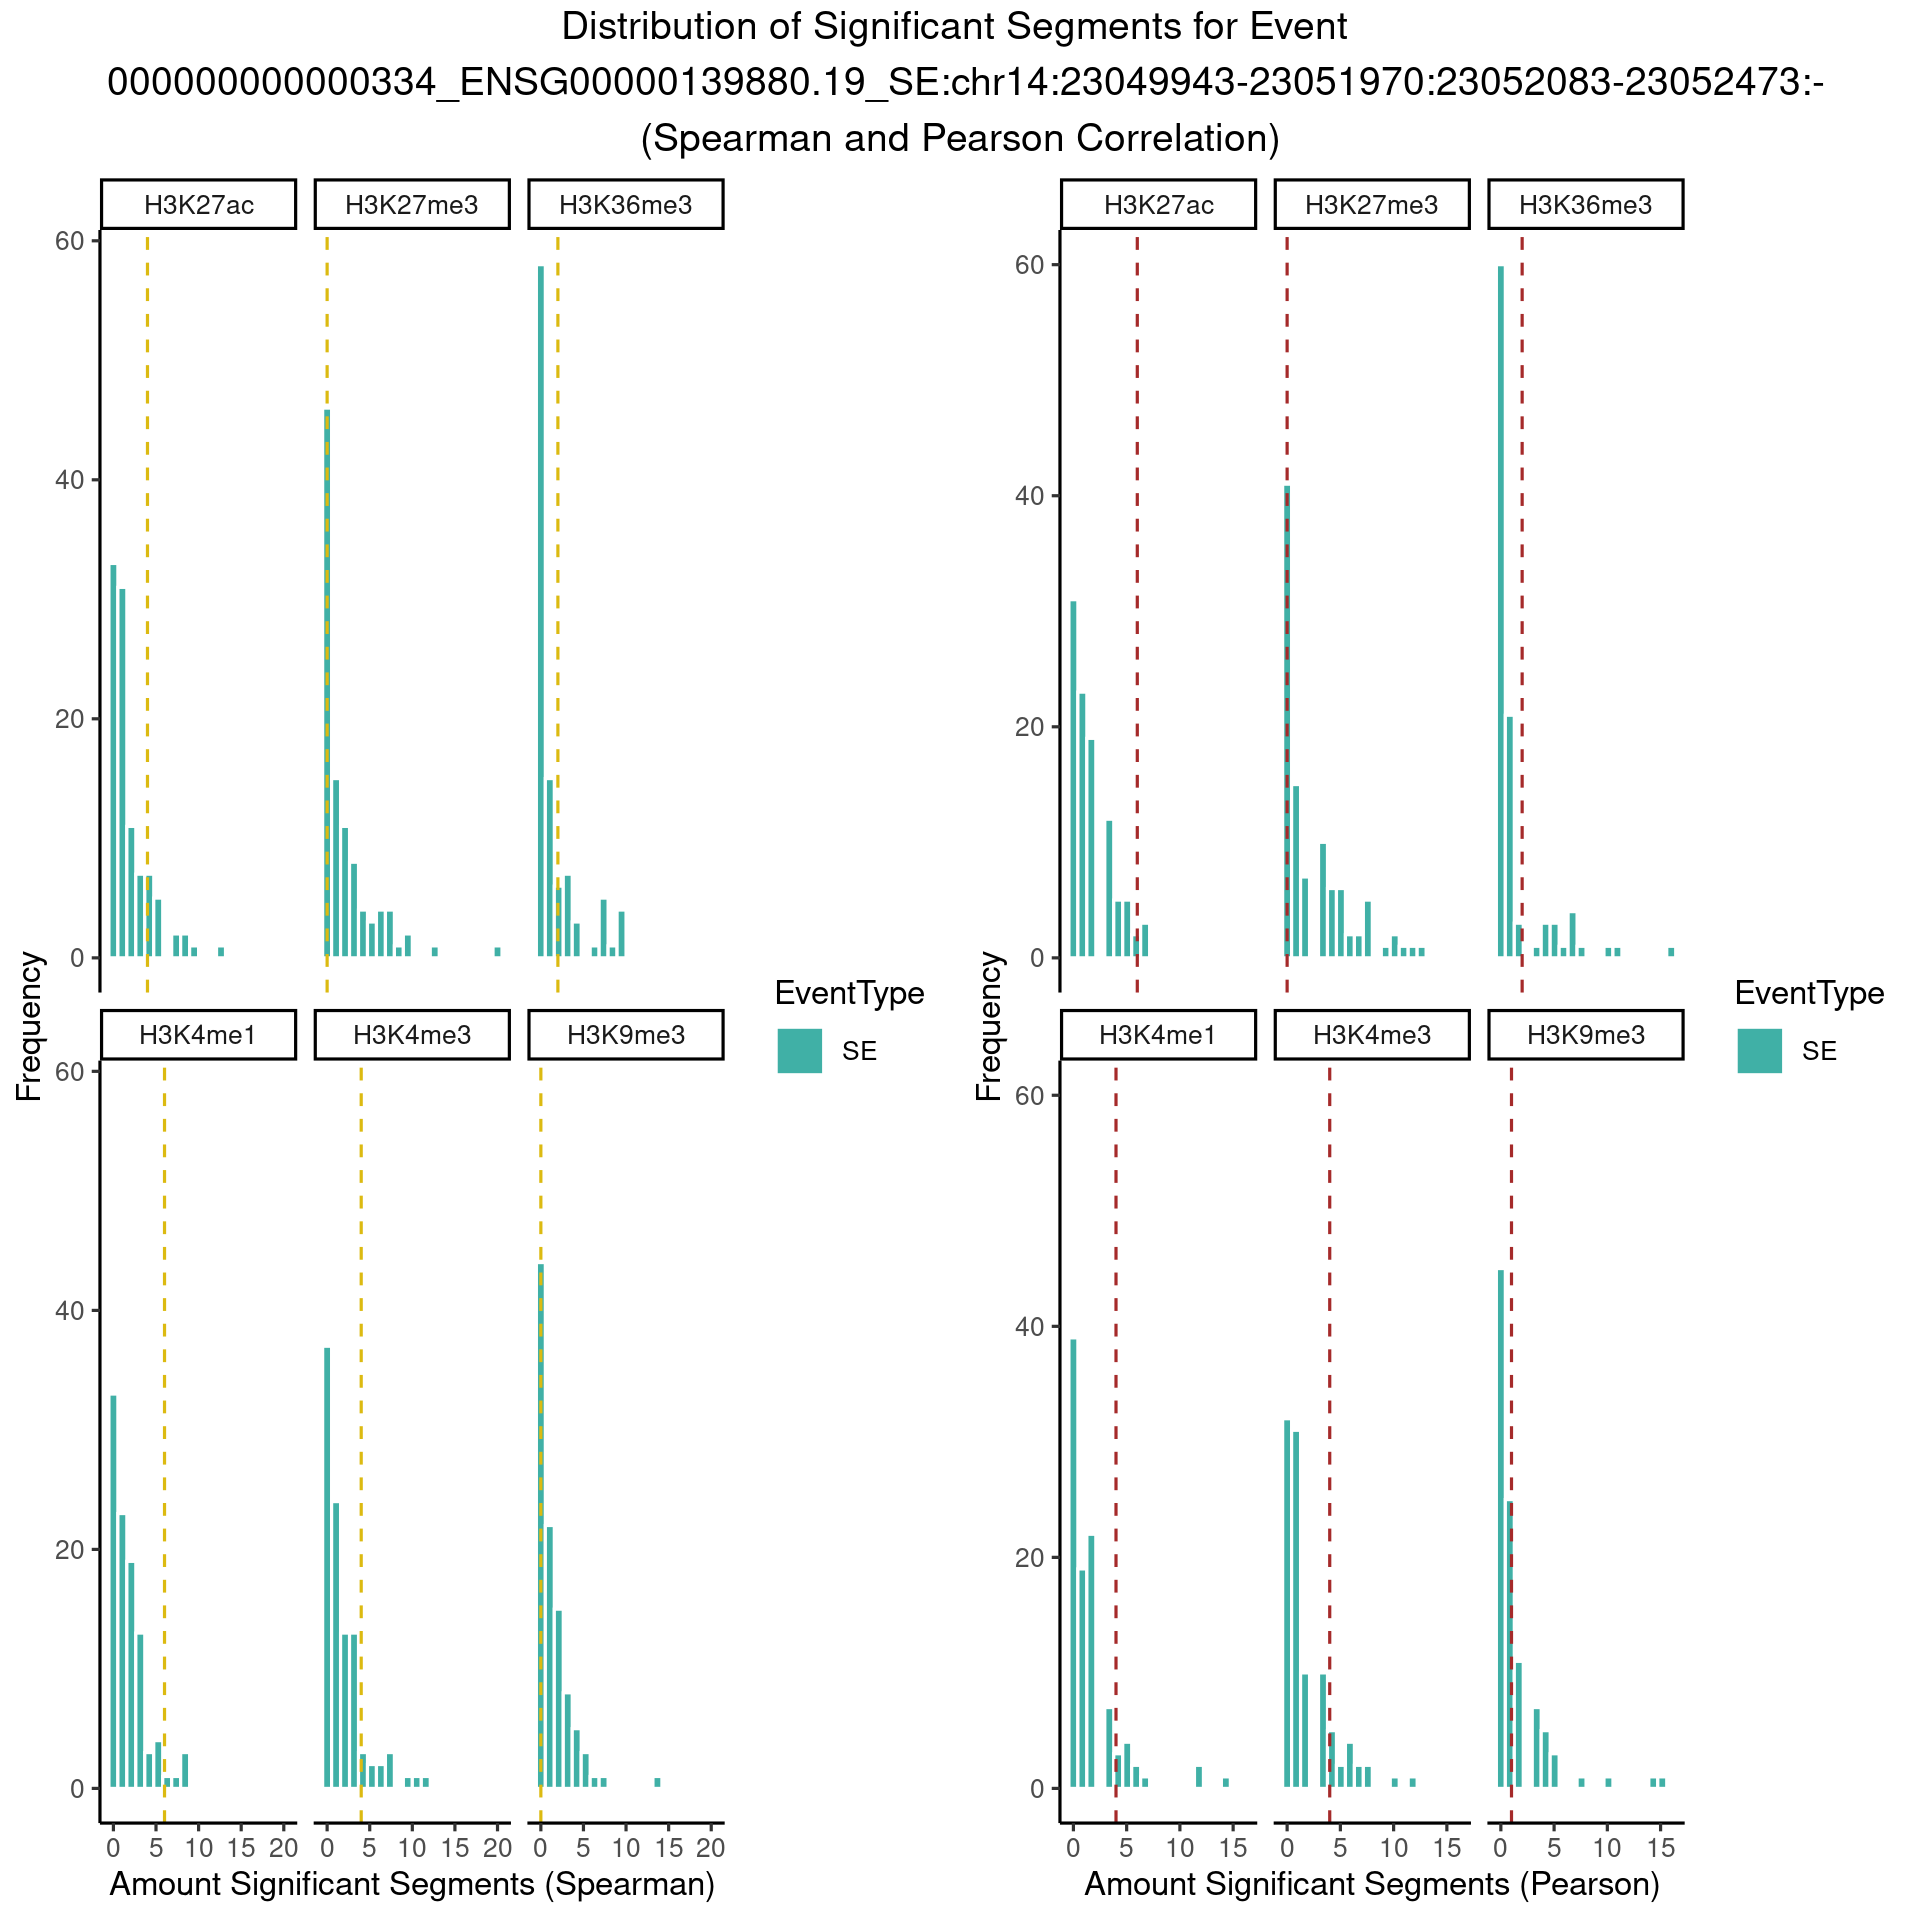 Distribution of Significant Segments for Event
000000000000334_ENSG00000139880.19_SE:chr14:23049943-23051970:23052083-23052473:-
(Spearman and Pearson Correlation)
H3K27ac H3K27me3 H3K36me3
60
40
20
0
H3K4me1 H3K4me3 H3K9me3
60
40
20
0
0 5 10 15 20 0 5 10 15 20 0 5 10 15 20
Amount Significant Segments (Spearman)
Frequency
EventType
SE
H3K27ac H3K27me3 H3K36me3
60
40
20
0
H3K4me1 H3K4me3 H3K9me3
60
40
20
0
0 5 10 15 0 5 10 15 0 5 10 15
Amount Significant Segments (Pearson)
Frequency
EventType
SE